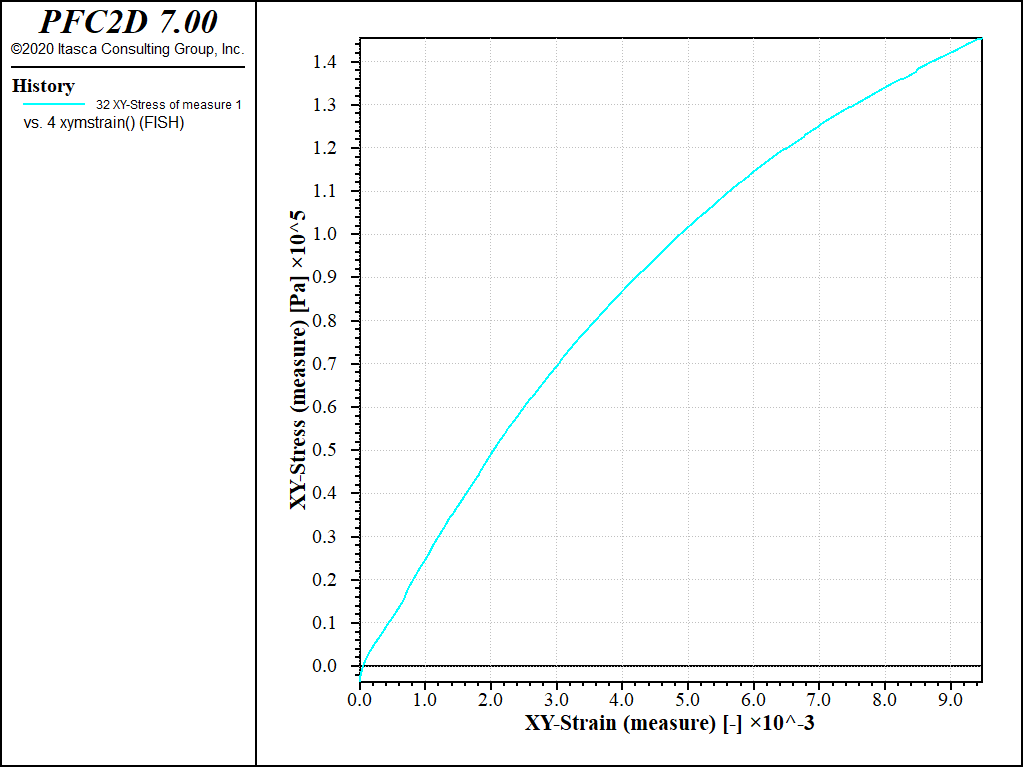 PFC2D 7.00
©2020 Itasca Consulting Group, Inc.
History
32 XY-Stress of measure 1
vs. 4 xymstrain() (FISH)
XY-Stress (measure) [Pa] ×10^5
1.4
1.3
1.2
1.1
1.0
0.9
0.8
0.7
0.6
0.5
0.4
0.3
0.2
0.1
0.0
0.0 1.0 2.0 3.0 4.0 5.0 6.0 7.0 8.0 9.0
XY-Strain (measure) [-] ×10^-3